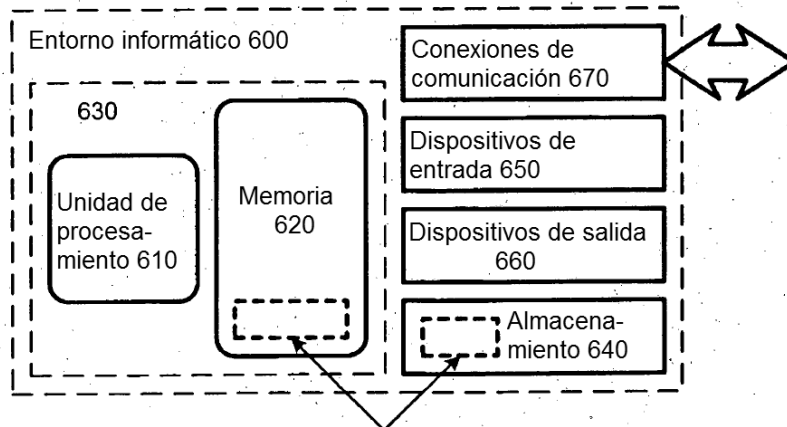 Entorno informático 600
630
Unidad de
procesa-
miento 610
Memoria
620
Conexiones de
comunicación 670
Dispositivos de
entrada 650
Dispositivos de salida
660
Almacena-
miento 640